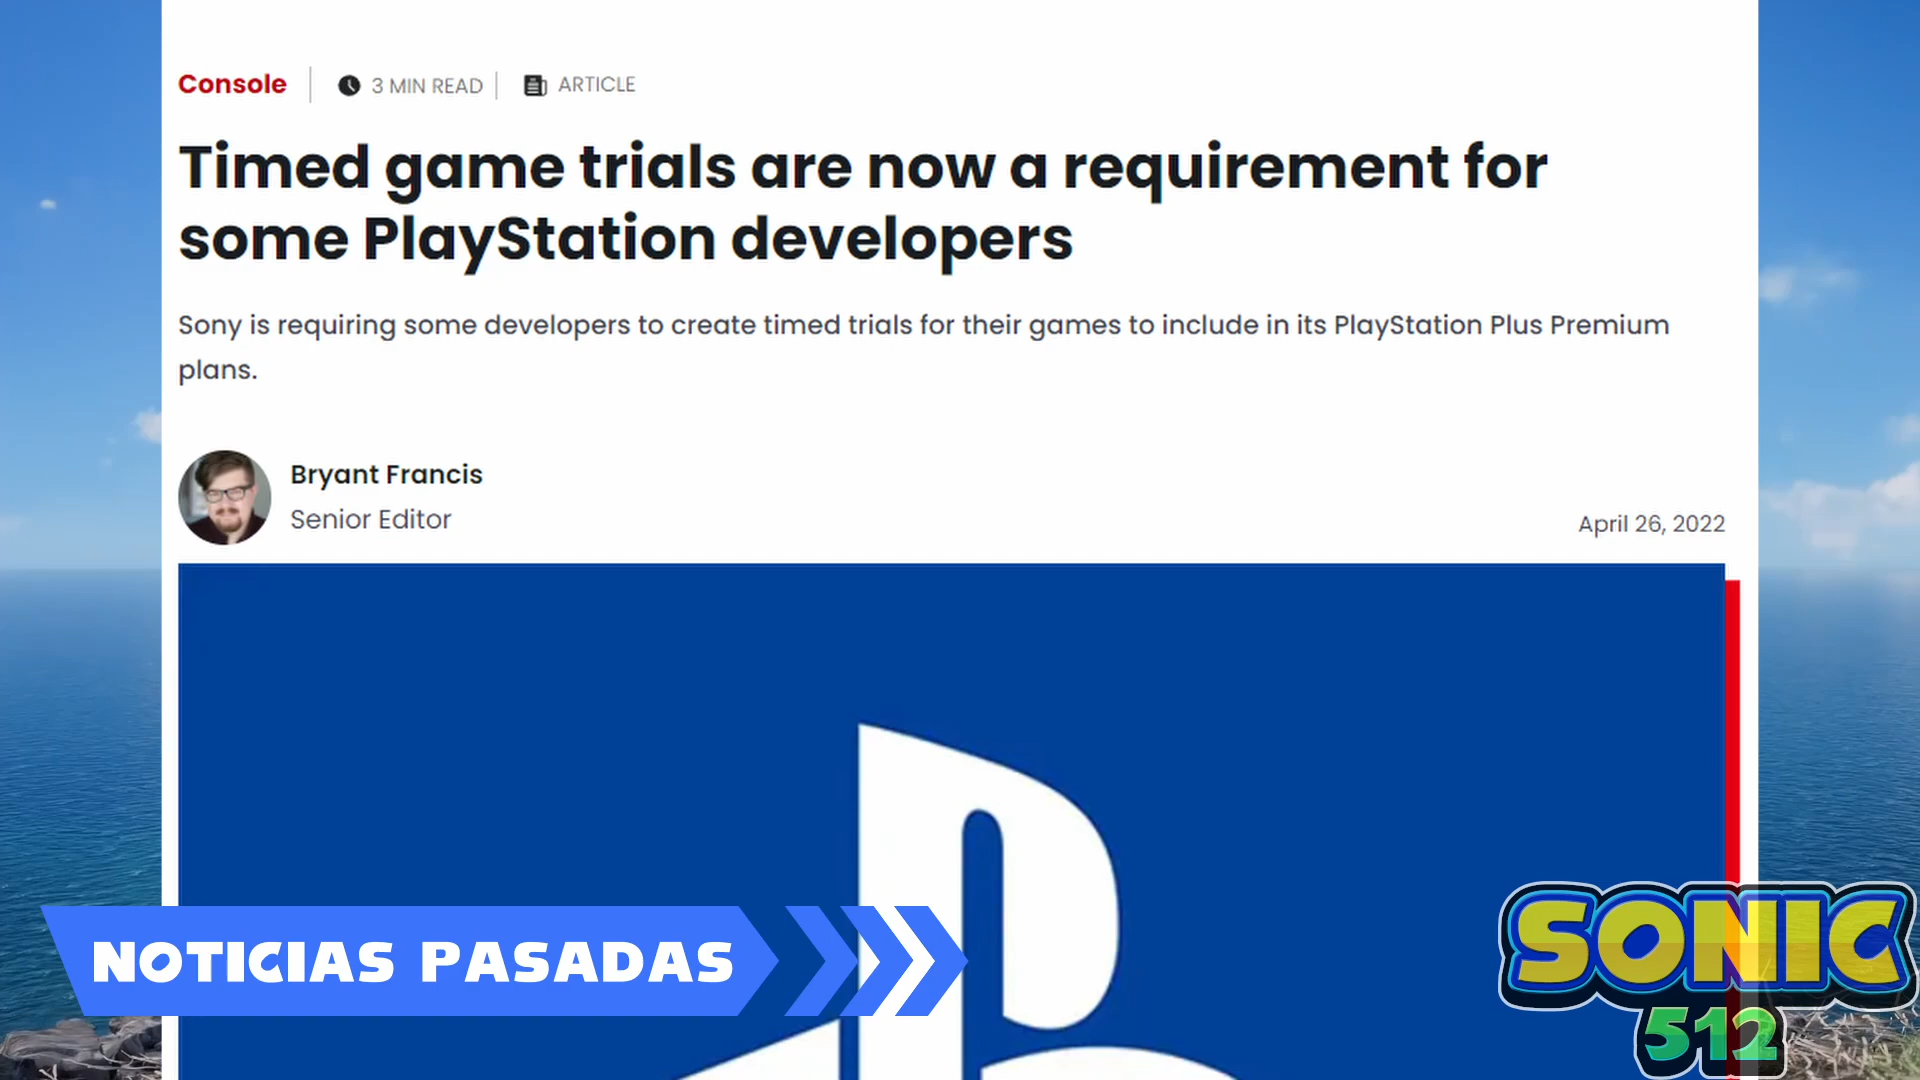 Console
3 MIN READ
ARTICLE
Timed game trials are now a requirement for
some PlayStation developers
Sony is requiring some developers to create timed trials for their games to include in its PlayStation Plus Premium
plans.
Bryant Francis
Senior Editor
April 26, 2022
NOTICIAS PASADAS
SONIC
512